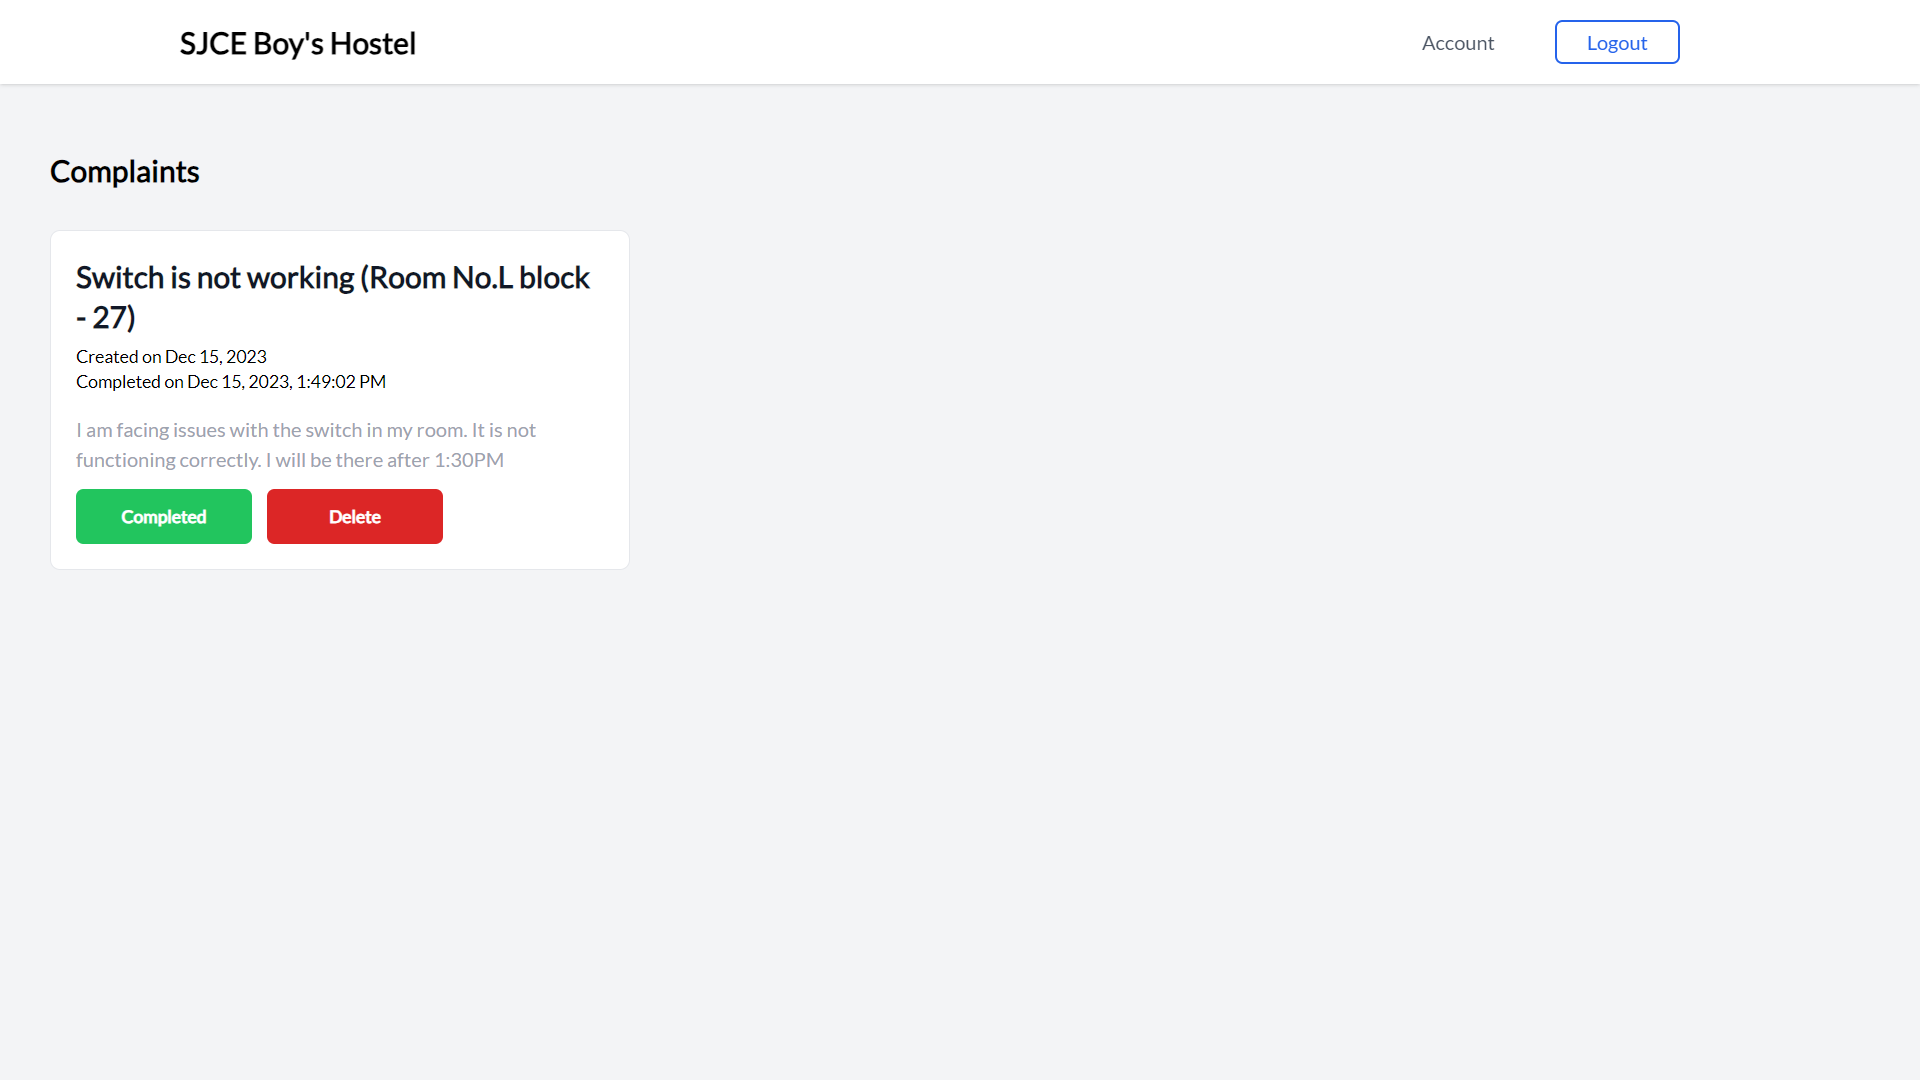 SJCE Boy's Hostel
Account
Logout
Complaints
Switch is not working (Room No.L block
- 27)
Created on Dec 15, 2023
Completed on Dec 15, 2023, 1:49:02 PM
I am facing issues with the switch in my room. It is not
functioning correctly. I will be there after 1:30PM
Completed
Delete